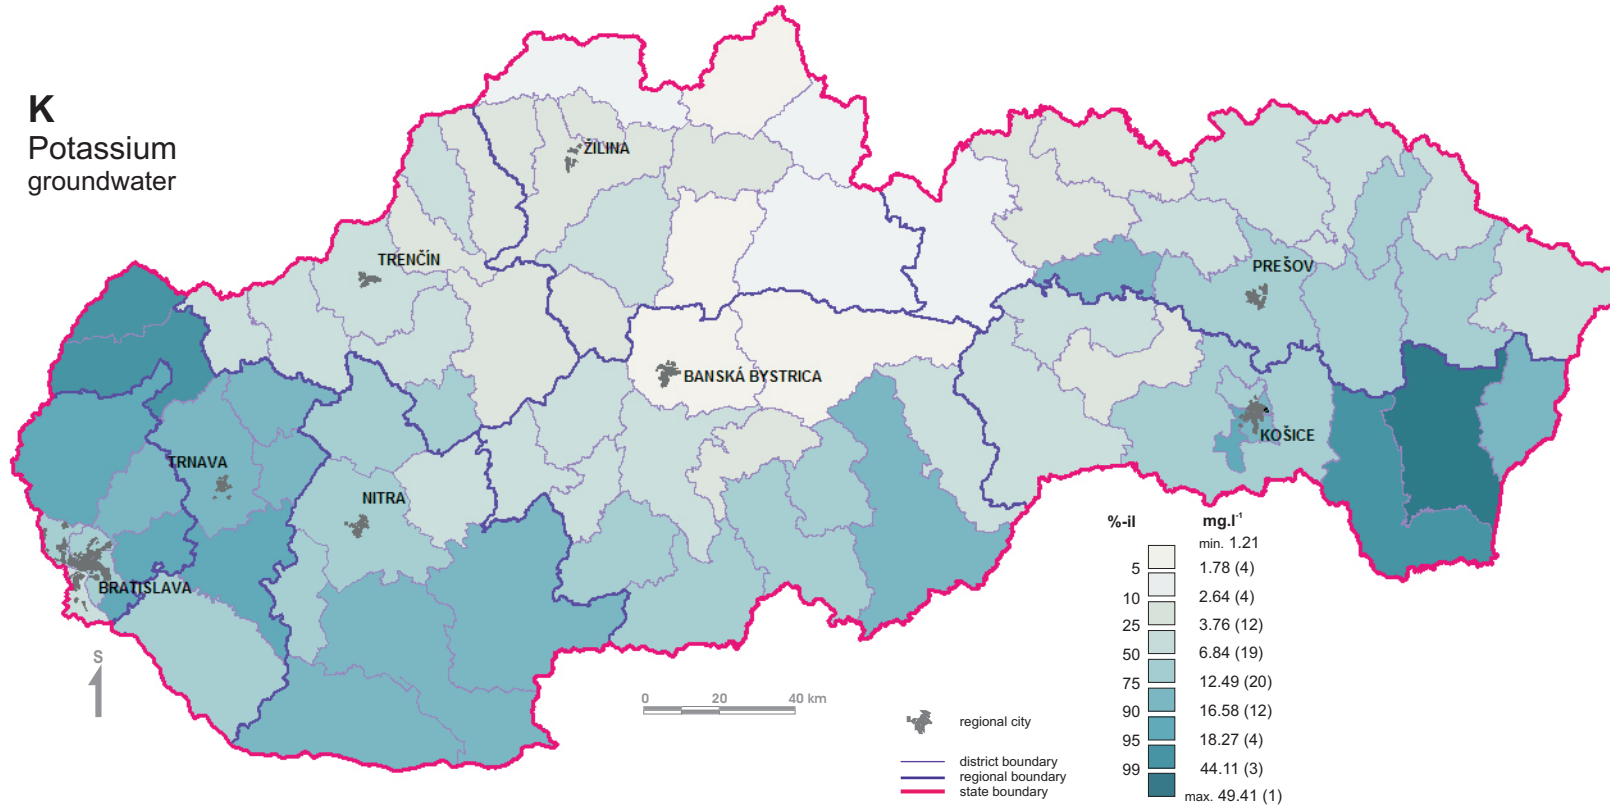 K
Potassium
groundwater
ŽILINA
TRENČÍN
PREŠOV
BANSKÁ BYSTRICA
KOŠICE
TRNAVA
NITRA
BRATISLAVA
S
0 20 40 km
regional city
district boundary
regional boundary
state boundary
%-il mg.l⁻¹
min. 1.21
5 1.78 (4)
10 2.64 (4)
25 3.76 (12)
50 6.84 (19)
75 12.49 (20)
90 16.58 (12)
95 18.27 (4)
99 44.11 (3)
max. 49.41 (1)